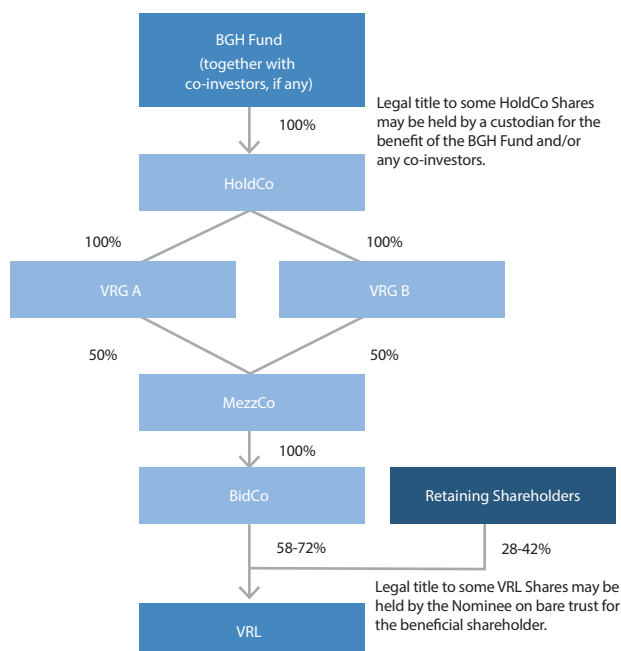 BGH Fund
(together with
co-investors, if any)
100%
Legal title to some HoldCo Shares
may be held by a custodian for the
benefit of the BGH Fund and/or
any co-investors.
HoldCo
100%
100%
VRG A
VRG B
50%
50%
MezzCo
100%
BidCo
Retaining Shareholders
58-72%
28-42%
Legal title to some VRL Shares may be
held by the Nominee on bare trust for
the beneficial shareholder.
VRL